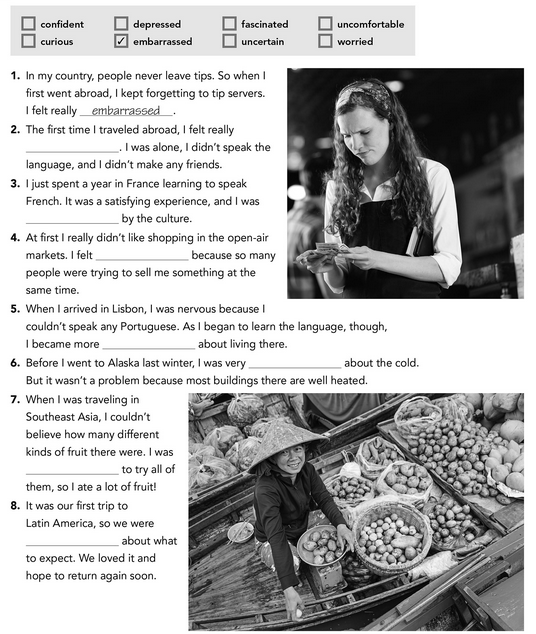 confident depressed fascinated uncomfortable
curious ✓ embarrassed uncertain worried
1. In my country, people never leave tips. So when I
first went abroad, I kept forgetting to tip servers.
I felt really embarrassed.
2. The first time I traveled abroad, I felt really
____________. I was alone, I didn't speak the
language, and I didn't make any friends.
3. I just spent a year in France learning to speak
French. It was a satisfying experience, and I was
____________ by the culture.
4. At first I really didn't like shopping in the open-air
markets. I felt ____________ because so many
people were trying to sell me something at the
same time.
5. When I arrived in Lisbon, I was nervous because I
couldn't speak any Portuguese. As I began to learn the language, though,
I became more ____________ about living there.
6. Before I went to Alaska last winter, I was very ____________ about the cold.
But it wasn't a problem because most buildings there are well heated.
7. When I was traveling in
Southeast Asia, I couldn't
believe how many different
kinds of fruit there were. I was
____________ to try all of
them, so I ate a lot of fruit!
8. It was our first trip to
Latin America, so we were
____________ about what
to expect. We loved it and
hope to return again soon.